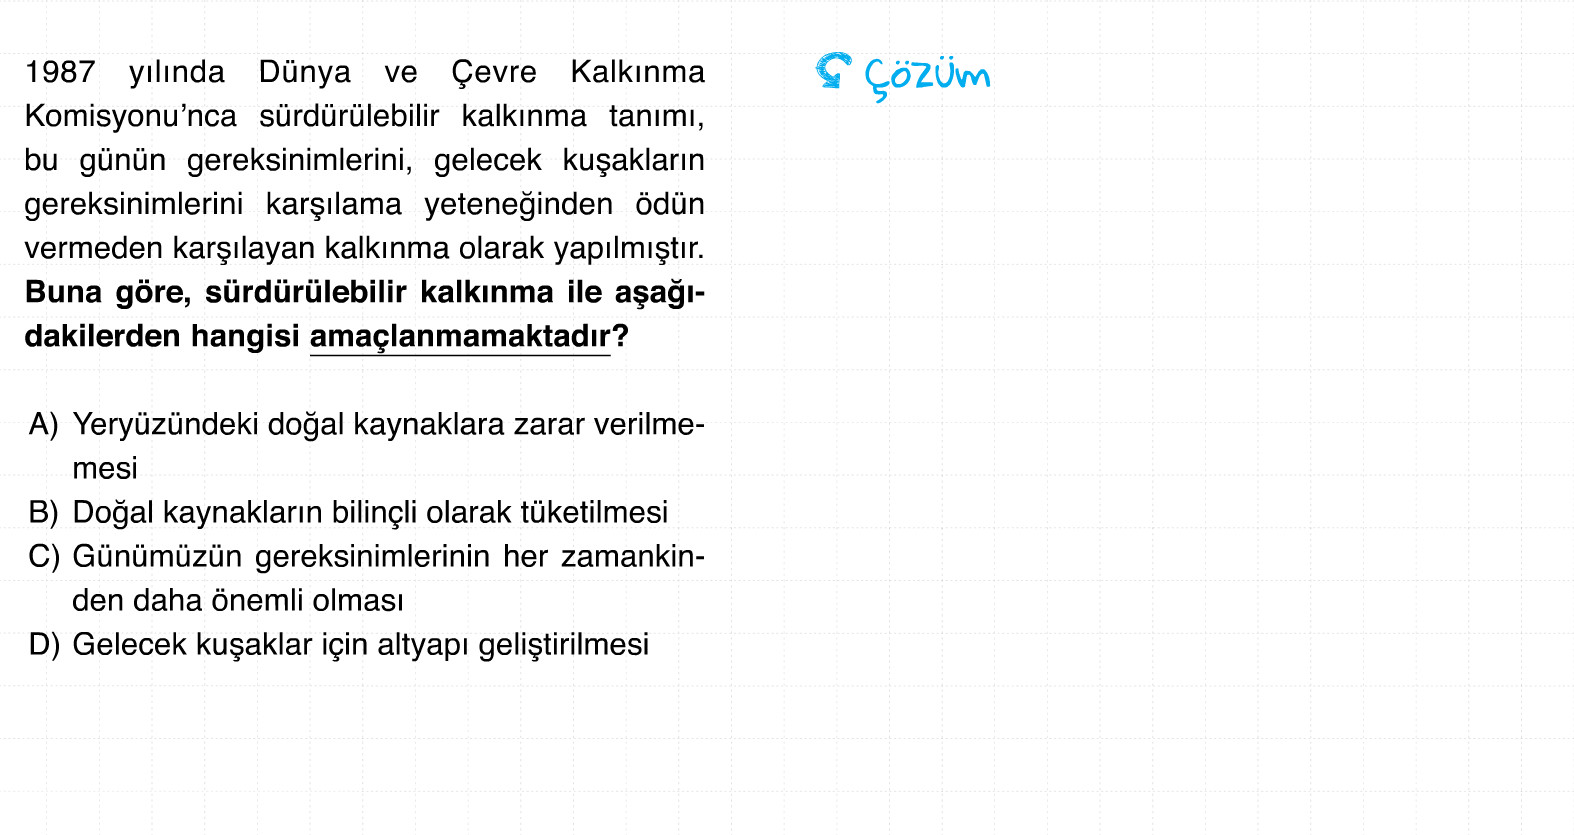 1987 yılında Dünya ve Çevre Kalkınma
Komisyonu’nca sürdürülebilir kalkınma tanımı,
bu günün gereksinimlerini, gelecek kuşakların
gereksinimlerini karşılama yeteneğinden ödün
vermeden karşılayan kalkınma olarak yapılmıştır.
Buna göre, sürdürülebilir kalkınma ile aşağı-
dakilerden hangisi amaçlanmamaktadır?
A) Yeryüzündeki doğal kaynaklara zarar verilme-
mesi
B) Doğal kaynakların bilinçli olarak tüketilmesi
C) Günümüzün gereksinimlerinin her zamankin-
den daha önemli olması
D) Gelecek kuşaklar için altyapı geliştirilmesi
Çözüm